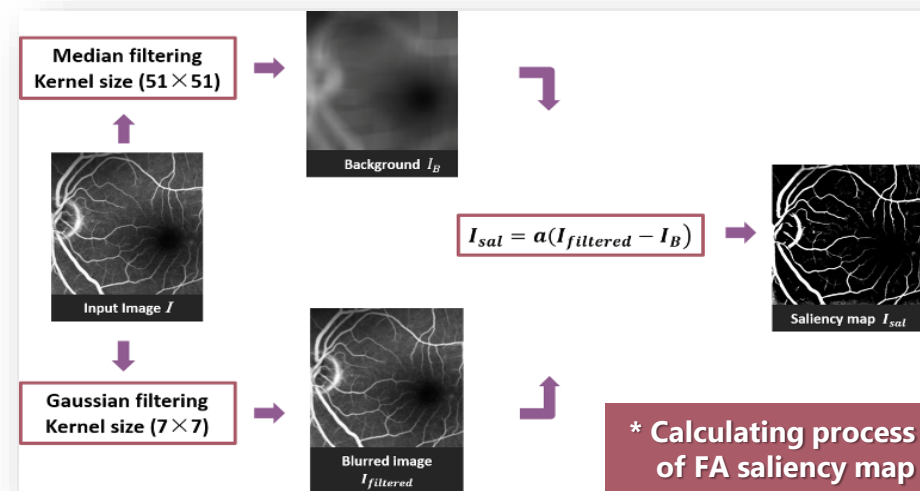 Median filtering
Kernel size (51×51)
Background I_B
Input Image I
I_sal = a(I_filtered − I_B)
Saliency map I_sal
Gaussian filtering
Kernel size (7×7)
Blurred image
I_filtered
* Calculating process
of FA saliency map